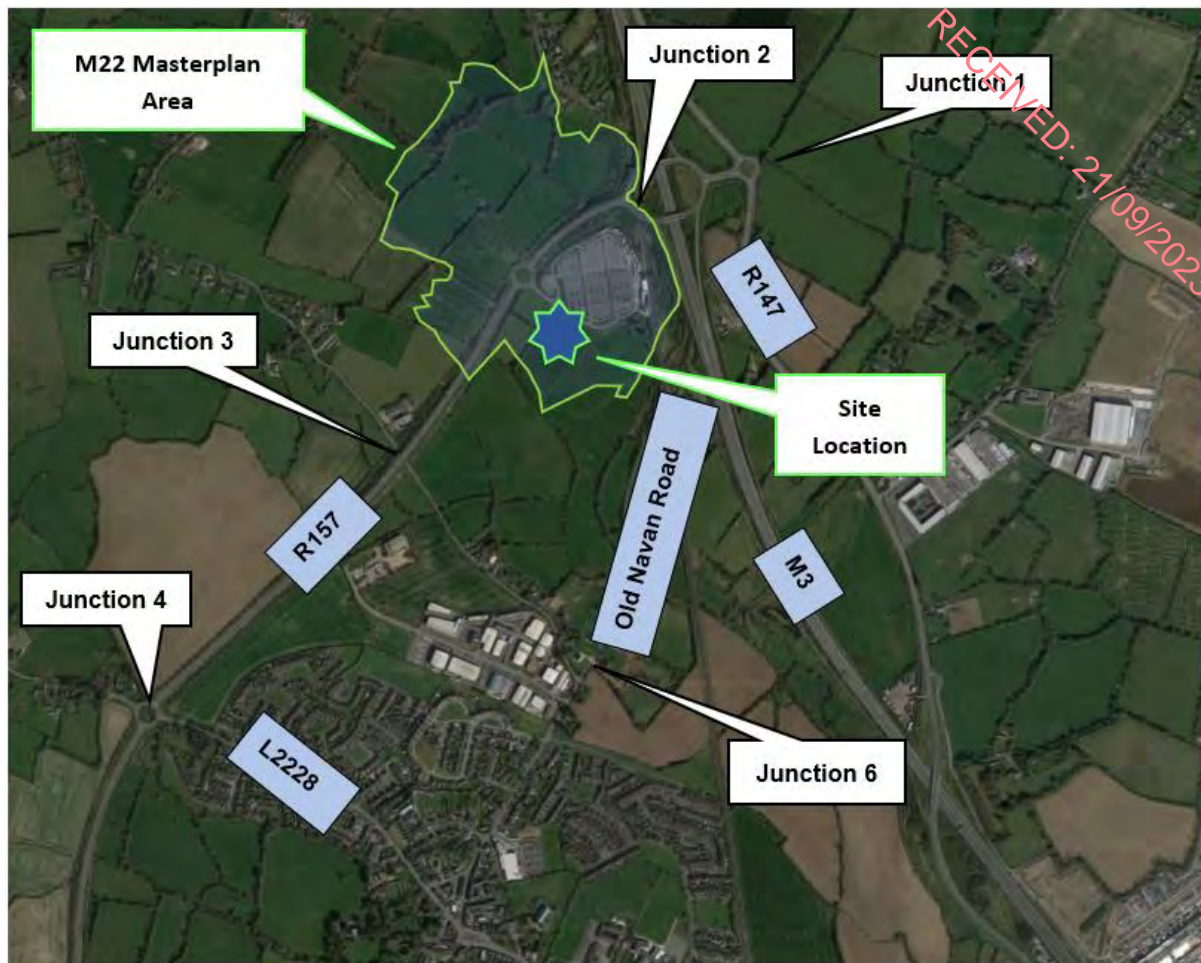 M22 Masterplan
Area
Junction 2
Junction 1
RECEIVED: 21/09/2023
R147
Junction 3
Site
Location
Old Navan Road
R157
M3
Junction 4
L2228
Junction 6